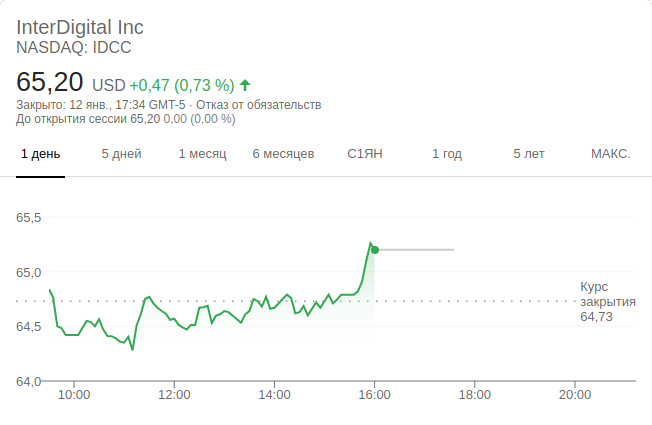 InterDigital Inc
NASDAQ: IDCC
65,20 USD +0,47 (0,73 %)
Закрыто: 12 янв., 17:34 GMT-5 · Отказ от обязательств
До открытия сессии 65,20 0,00 (0,00 %)
1 день 5 дней 1 месяц 6 месяцев С1ЯН 1 год 5 лет МАКС.
65,5
65,0
Курс
закрытия
64,73
64,5
64,0
10:00 12:00 14:00 16:00 18:00 20:00